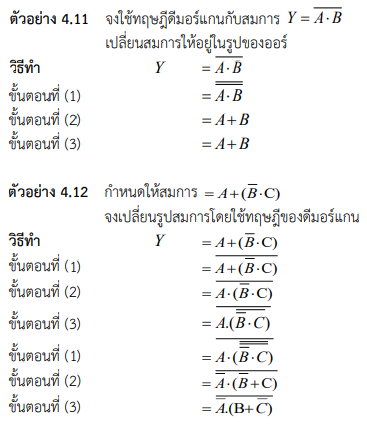 ตัวอย่าง 4.11 จงใช้ทฤษฎีดีมอร์แกนกับสมการ $Y = \overline{A \cdot B}$
เปลี่ยนสมการให้อยู่ในรูปของออร์
วิธีทำ $Y = \overline{A \cdot B}$
ขั้นตอนที่ (1) $= \overline{\overline{\overline{A \cdot B}}}$
ขั้นตอนที่ (2) $= A + B$
ขั้นตอนที่ (3) $= A + B$
ตัวอย่าง 4.12 กำหนดให้สมการ $= A + (\overline{B} \cdot C)$
จงเปลี่ยนรูปสมการโดยใช้ทฤษฎีของดีมอร์แกน
วิธีทำ $Y = A + (\overline{B} \cdot C)$
ขั้นตอนที่ (1) $= \overline{A + (\overline{B} \cdot C)}$
ขั้นตอนที่ (2) $= \overline{A \cdot (\overline{B} \cdot C)}$
ขั้นตอนที่ (3) $= \overline{\overline{A}.(\overline{\overline{B} \cdot C})}$
ขั้นตอนที่ (1) $= \overline{\overline{A} \cdot (\overline{\overline{\overline{B} \cdot C}})}$
ขั้นตอนที่ (2) $= \overline{\overline{A} \cdot (\overline{\overline{B}} + C)}$
ขั้นตอนที่ (3) $= \overline{\overline{A}.(B + \overline{C})}$